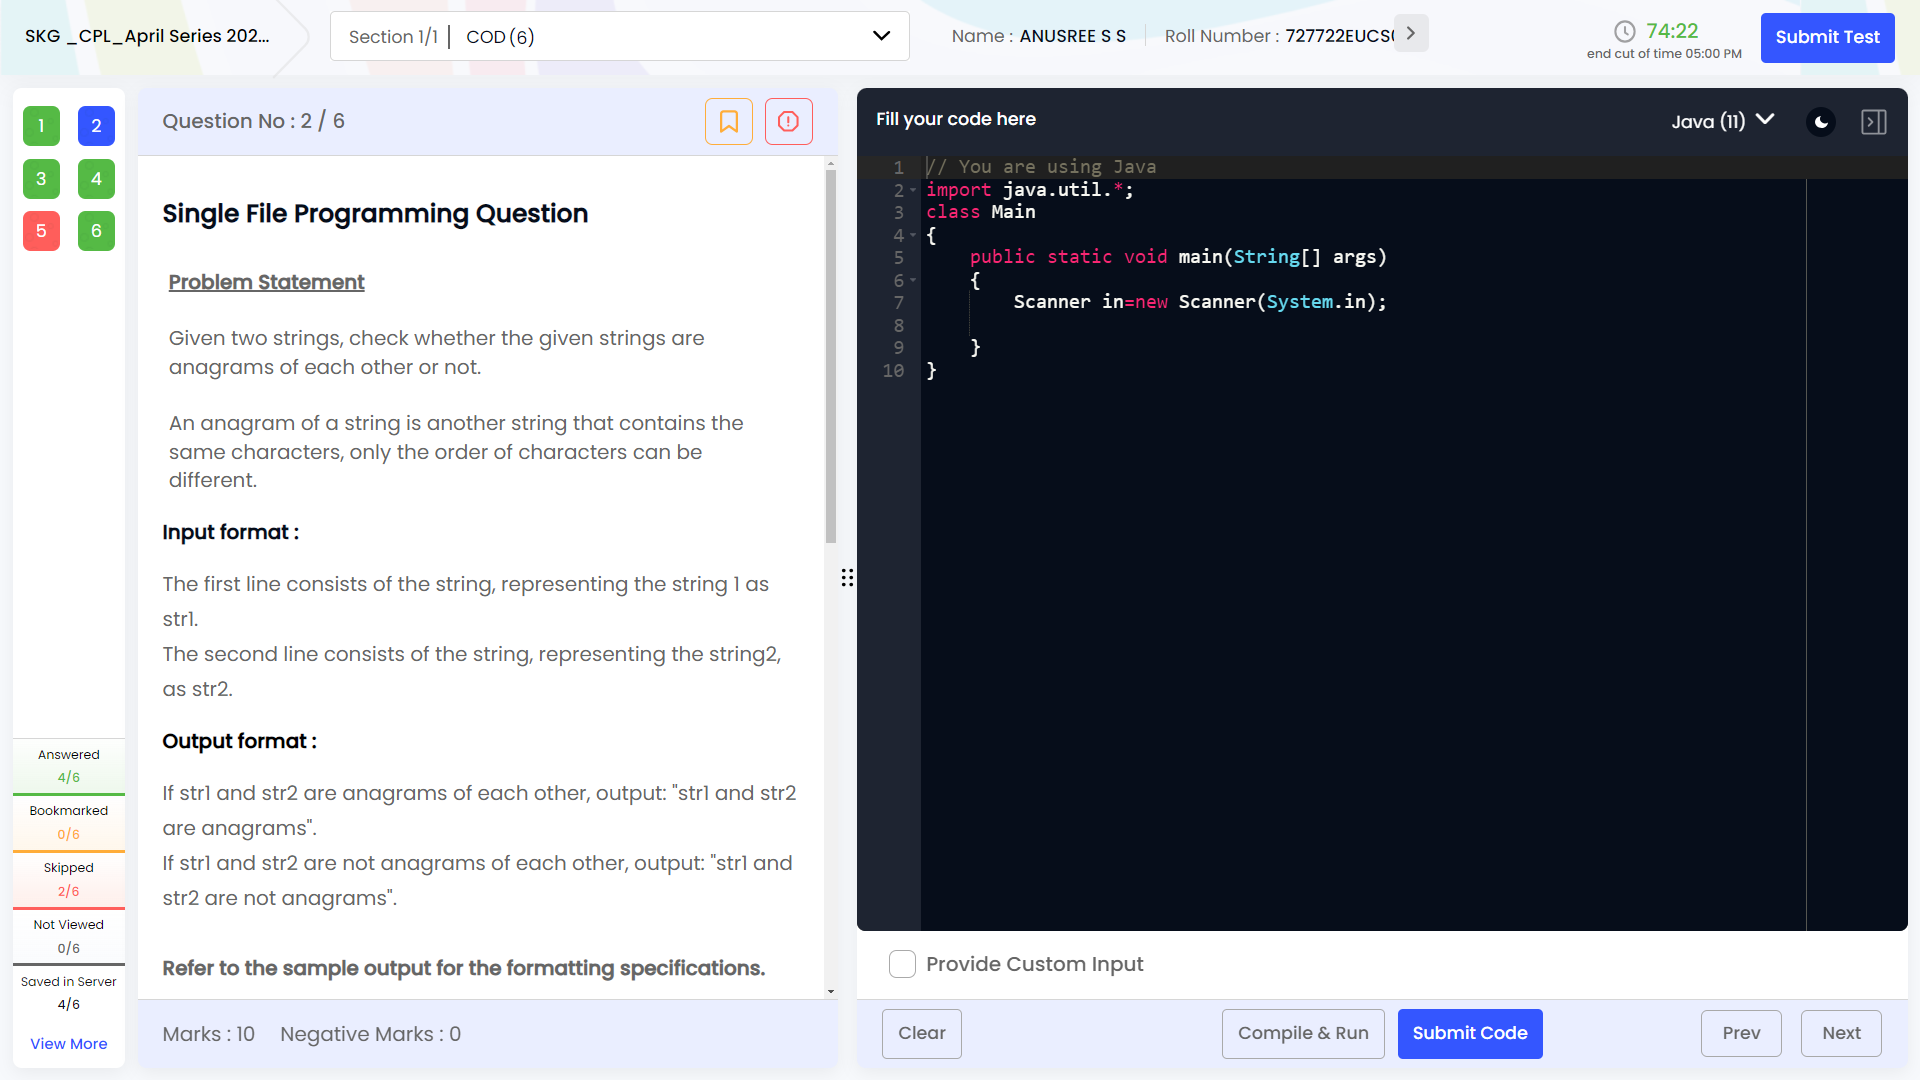 SKG _CPL_April Series 202...
Section 1/1 | COD (6)
Name : ANUSREE S S
Roll Number : 727722EUCS
74:22
end cut of time 05:00 PM
Submit Test
1 2
3 4
5 6
Answered
4/6
Bookmarked
0/6
Skipped
2/6
Not Viewed
0/6
Saved in Server
4/6
View More
Question No : 2 / 6
Single File Programming Question
Problem Statement
Given two strings, check whether the given strings are
anagrams of each other or not.
An anagram of a string is another string that contains the
same characters, only the order of characters can be
different.
Input format :
The first line consists of the string, representing the string 1 as
str1.
The second line consists of the string, representing the string2,
as str2.
Output format :
If str1 and str2 are anagrams of each other, output: "str1 and str2
are anagrams".
If str1 and str2 are not anagrams of each other, output: "str1 and
str2 are not anagrams".
Refer to the sample output for the formatting specifications.
Marks : 10 Negative Marks : 0
Fill your code here
Java (11)
1 // You are using Java
2 import java.util.*;
3 class Main
4 {
5 public static void main(String[] args)
6 {
7 Scanner in=new Scanner(System.in);
8
9 }
10 }
Provide Custom Input
Clear
Compile & Run
Submit Code
Prev
Next